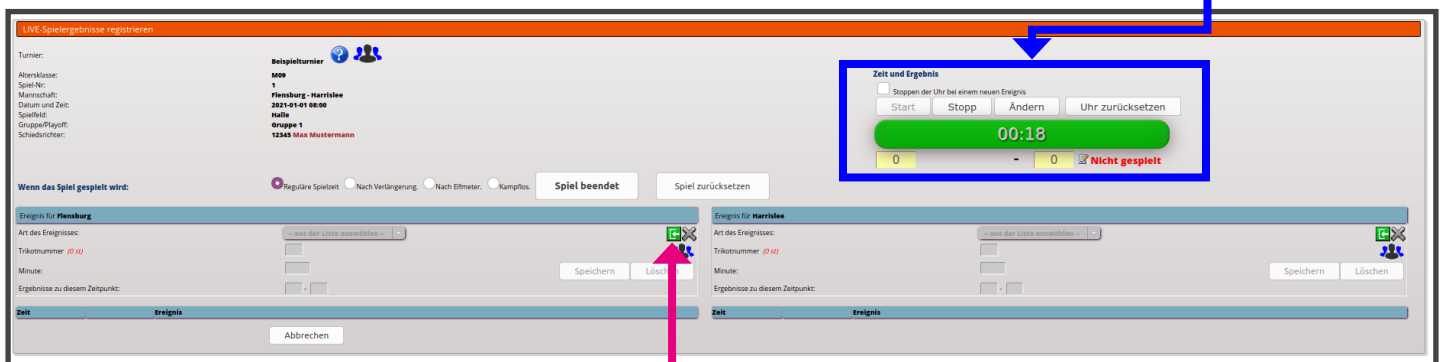 LIVE-Spielergebnisse registrieren
Turnier: Beispielturnier
Altersklasse: M09
Spiel-Nr: 1
Mannschaft: Flensburg - Harrislee
Datum und Zeit: 2021-01-01 08:00
Spielfeld: Halle
Gruppe/Playoff: Gruppe 1
Schiedsrichter: 12345 Max Mustermann
Zeit und Ergebnis
Stoppen der Uhr bei einem neuen Ereignis
Start Stopp Ändern Uhr zurücksetzen
00:18
0 - 0 Nicht gespielt
Wenn das Spiel gespielt wird: Reguläre Spielzeit Nach Verlängerung. Nach Elfmeter. Kampflos. Spiel beendet Spiel zurücksetzen
Ereignis für Flensburg
Art des Ereignisses: -- aus der Liste auswählen --
Trikotnummer (0 st)
Minute: Speichern Löschen
Ergebnisse zu diesem Zeitpunkt: -
Zeit Ereignis
Ereignis für Harrislee
Art des Ereignisses: -- aus der Liste auswählen --
Trikotnummer (0 st)
Minute: Speichern Löschen
Ergebnisse zu diesem Zeitpunkt: -
Zeit Ereignis
Abbrechen